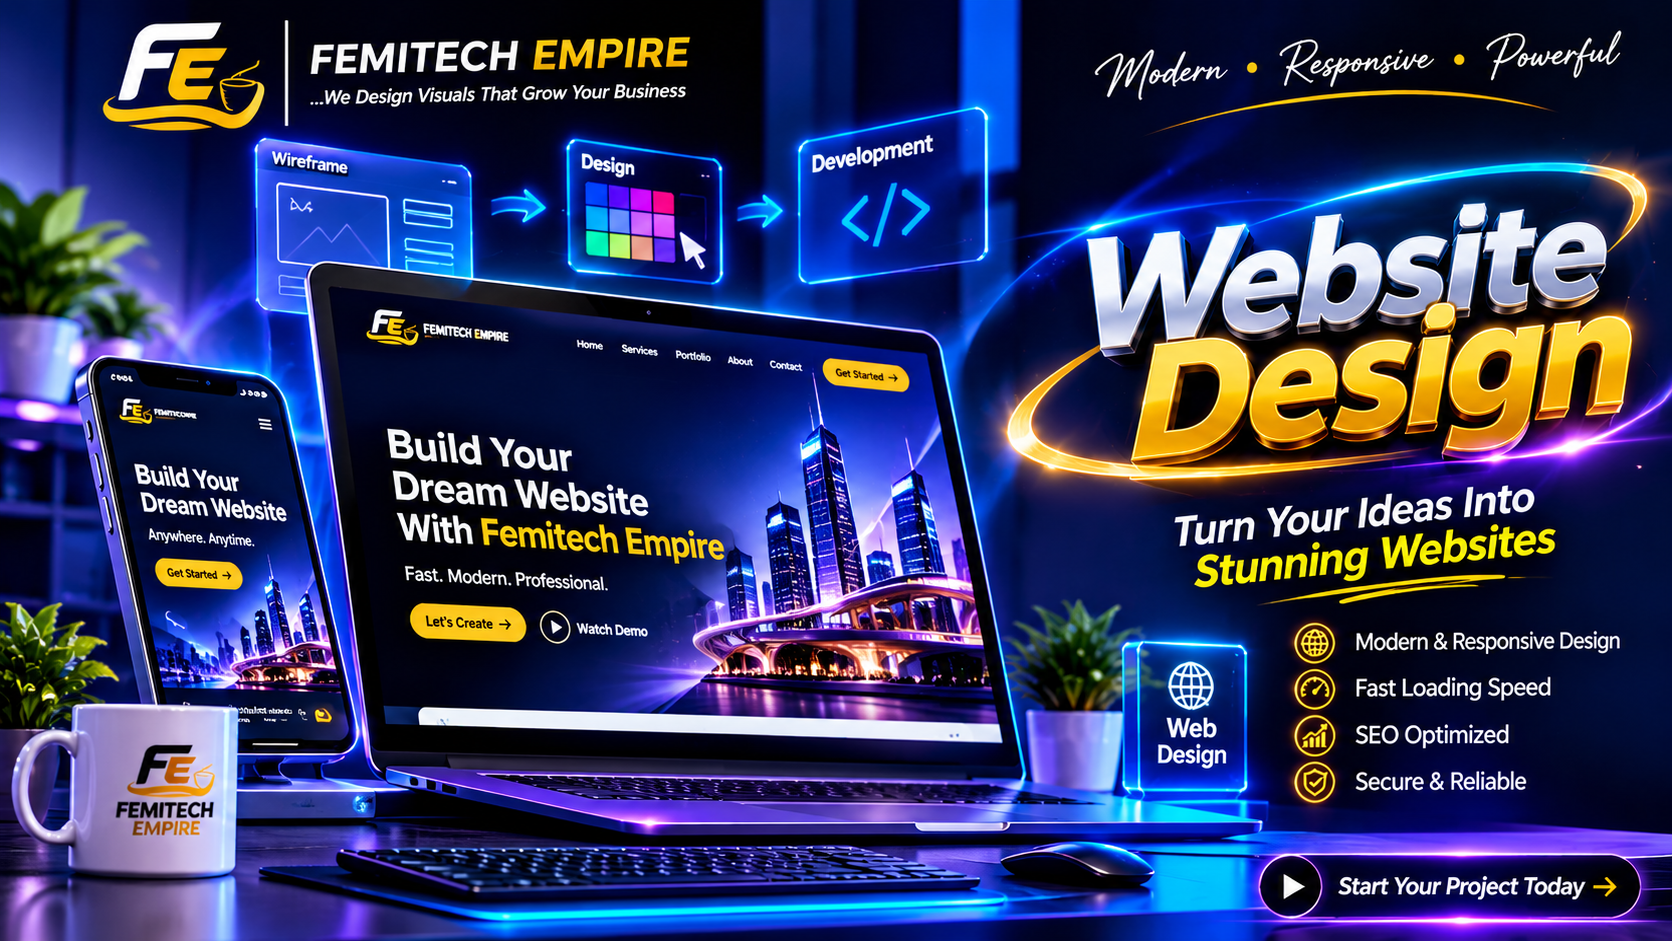 FE
FEMITECH EMPIRE
...We Design Visuals That Grow Your Business
Modern • Responsive • Powerful
Wireframe
Design
Development
</>
Website
Design
Turn Your Ideas Into
Stunning Websites
Modern & Responsive Design
Fast Loading Speed
SEO Optimized
Secure & Reliable
Start Your Project Today →
FE FEMITECH EMPIRE
Home Services Portfolio About Contact Get Started →
Build Your
Dream Website
With Femitech Empire
Fast. Modern. Professional.
Let's Create → Watch Demo
FE
Build Your
Dream Website
Anywhere. Anytime.
Get Started →
FE
FEMITECH
EMPIRE
Web
Design